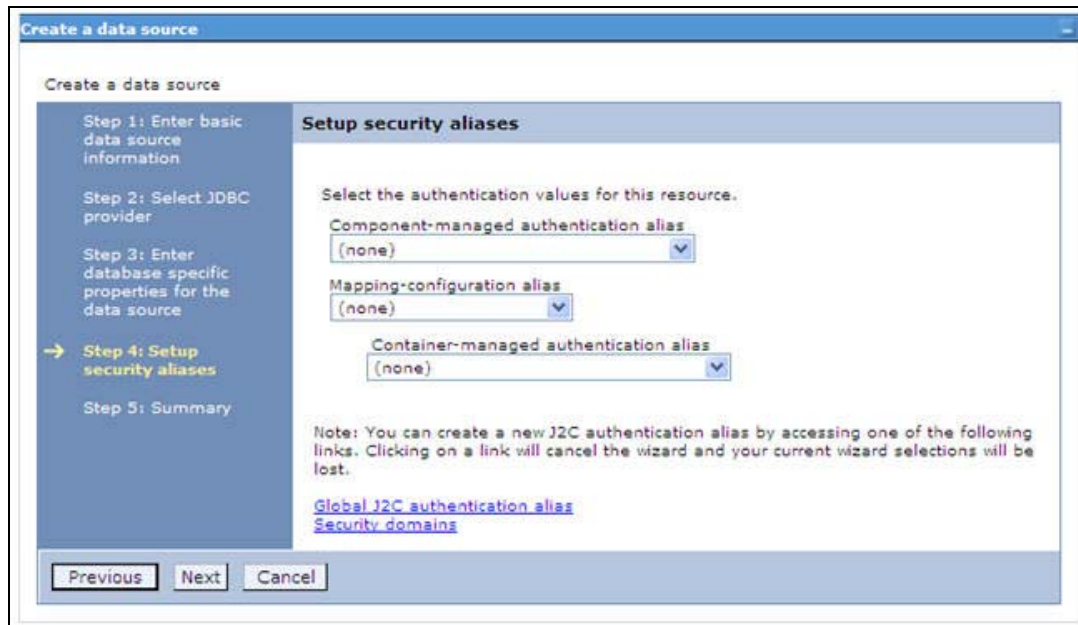 Create a data source
Create a data source
Step 1: Enter basic
data source
information
Step 2: Select JDBC
provider
Step 3: Enter
database specific
properties for the
data source
Step 4: Setup
security aliases
Step 5: Summary
Setup security aliases
Select the authentication values for this resource.
Component-managed authentication alias
(none)
Mapping-configuration alias
(none)
Container-managed authentication alias
(none)
Note: You can create a new J2C authentication alias by accessing one of the following
links. Clicking on a link will cancel the wizard and your current wizard selections will be
lost.
Global J2C authentication alias
Security domains
Previous Next Cancel